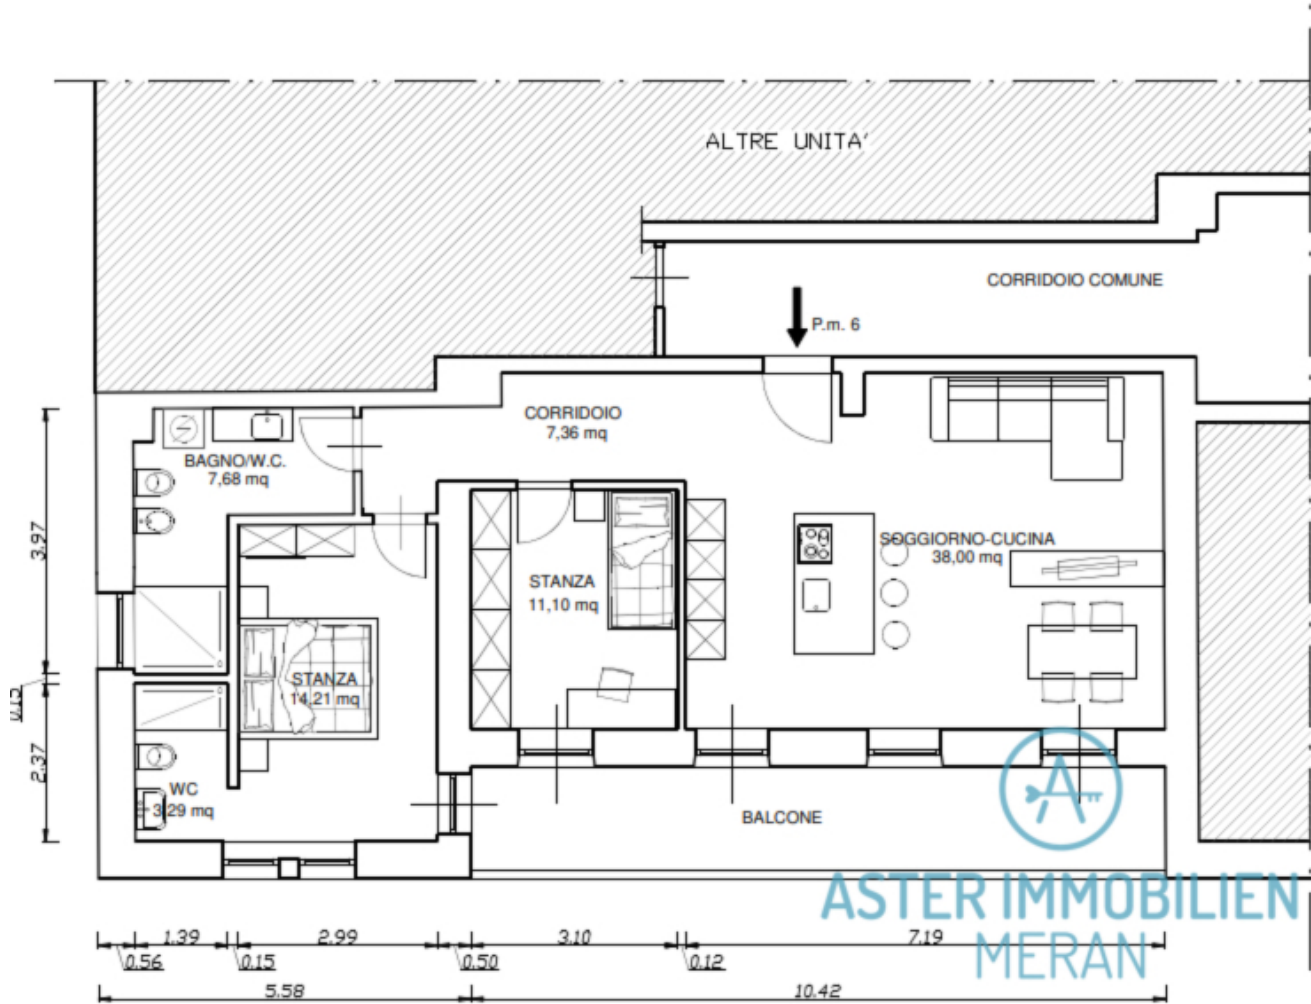 ALTRE UNITA'
CORRIDOIO COMUNE
P.m. 6
CORRIDOIO
7,36 mq
BAGNO/W.C.
7,68 mq
SOGGIORNO-CUCINA
38,00 mq
STANZA
11,10 mq
STANZA
14,21 mq
WC
3,29 mq
BALCONE
3.97
0.15
2.37
ASTER IMMOBILIEN
MERAN
1.39
2.99
3.10
7.19
0.56
0.15
0.50
0.12
5.58
10.42